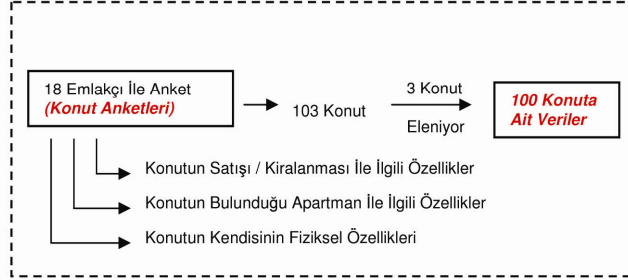 18 Emlakçı İle Anket
(Konut Anketleri)
103 Konut
3 Konut
Eleniyor
100 Konuta
Ait Veriler
Konutun Satışı / Kiralanması İle İlgili Özellikler
Konutun Bulunduğu Apartman İle İlgili Özellikler
Konutun Kendisinin Fiziksel Özellikleri